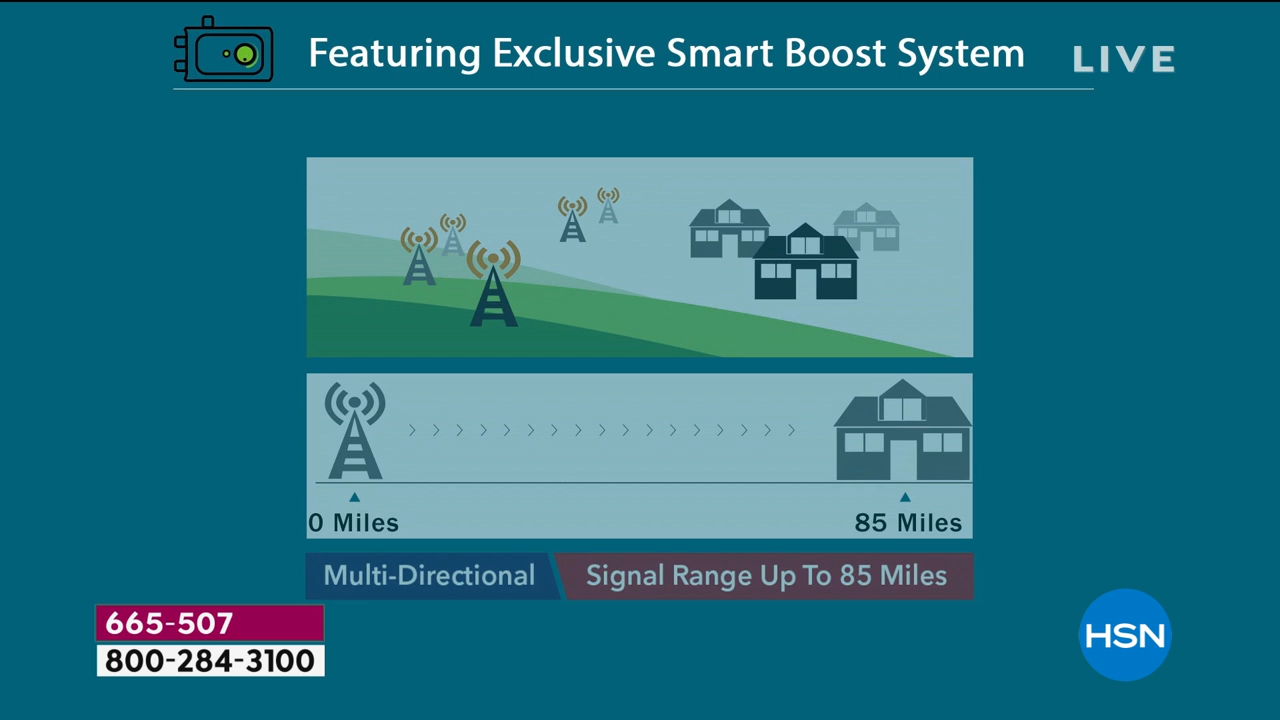 Featuring Exclusive Smart Boost System
LIVE
0 Miles
85 Miles
Multi-Directional
Signal Range Up To 85 Miles
665-507
800-284-3100
HSN